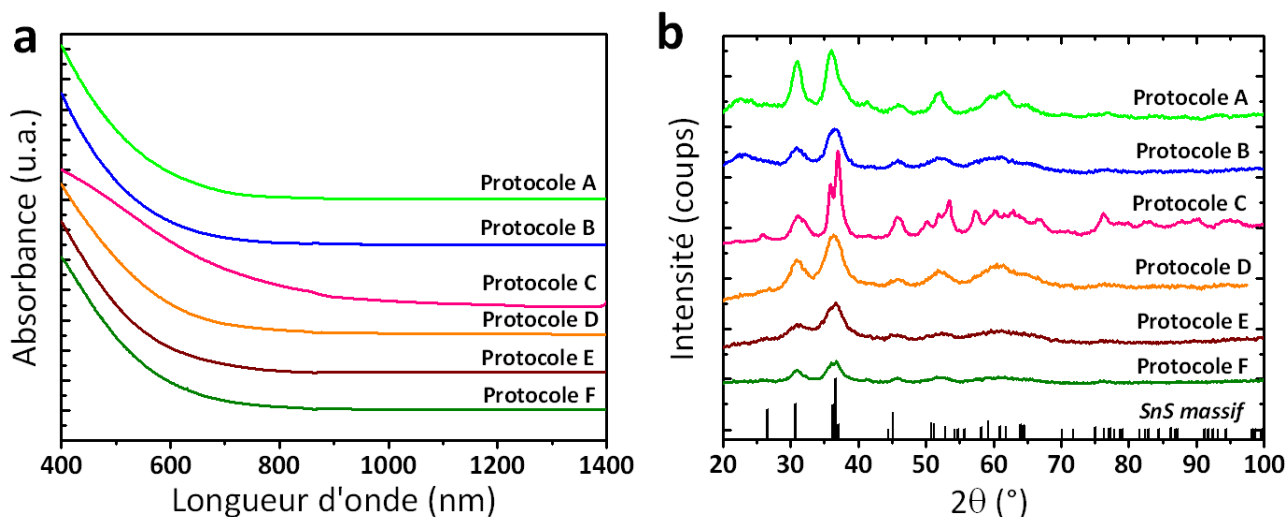 a
Absorbance (u.a.)
Protocole A
Protocole B
Protocole C
Protocole D
Protocole E
Protocole F
400 600 800 1000 1200 1400
Longueur d'onde (nm)
b
Intensité (coups)
Protocole A
Protocole B
Protocole C
Protocole D
Protocole E
Protocole F
SnS massif
20 30 40 50 60 70 80 90 100
2θ (°)